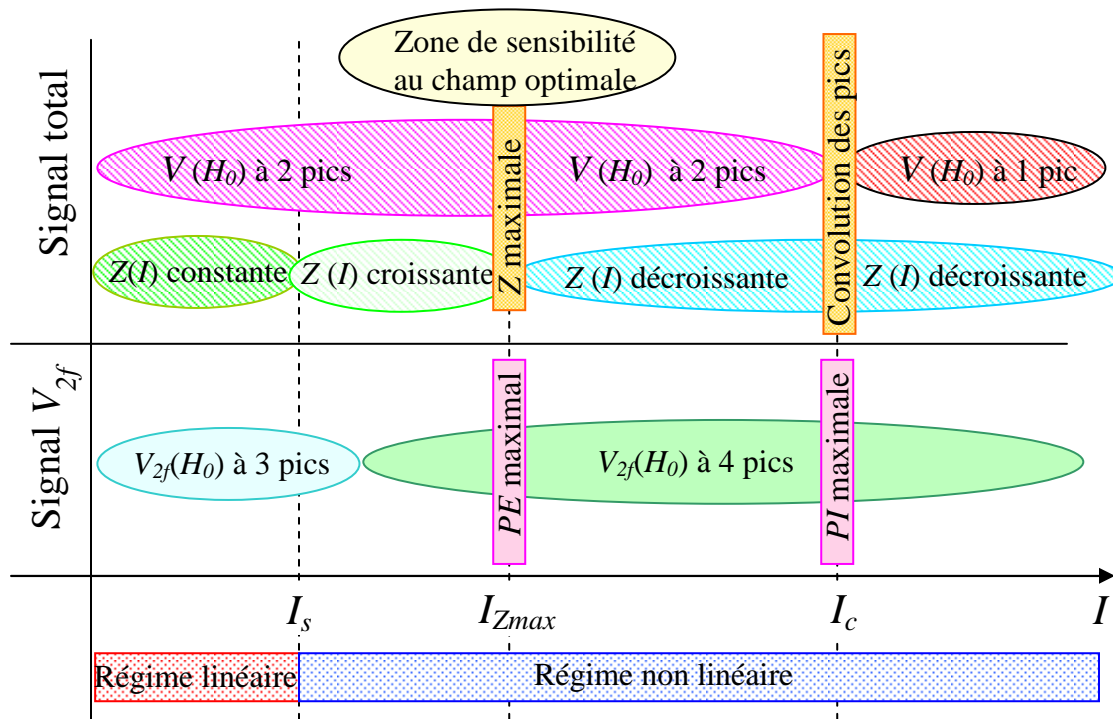 Signal total
Zone de sensibilité
au champ optimale
V (H0) à 2 pics
V (H0) à 2 pics
V (H0) à 1 pic
Z maximale
Convolution des pics
Z(I) constante
Z (I) croissante
Z (I) décroissante
Z (I) décroissante
Signal V2f
V2f(H0) à 3 pics
PE maximal
V2f(H0) à 4 pics
PI maximale
Is
IZmax
Ic
I
Régime linéaire
Régime non linéaire